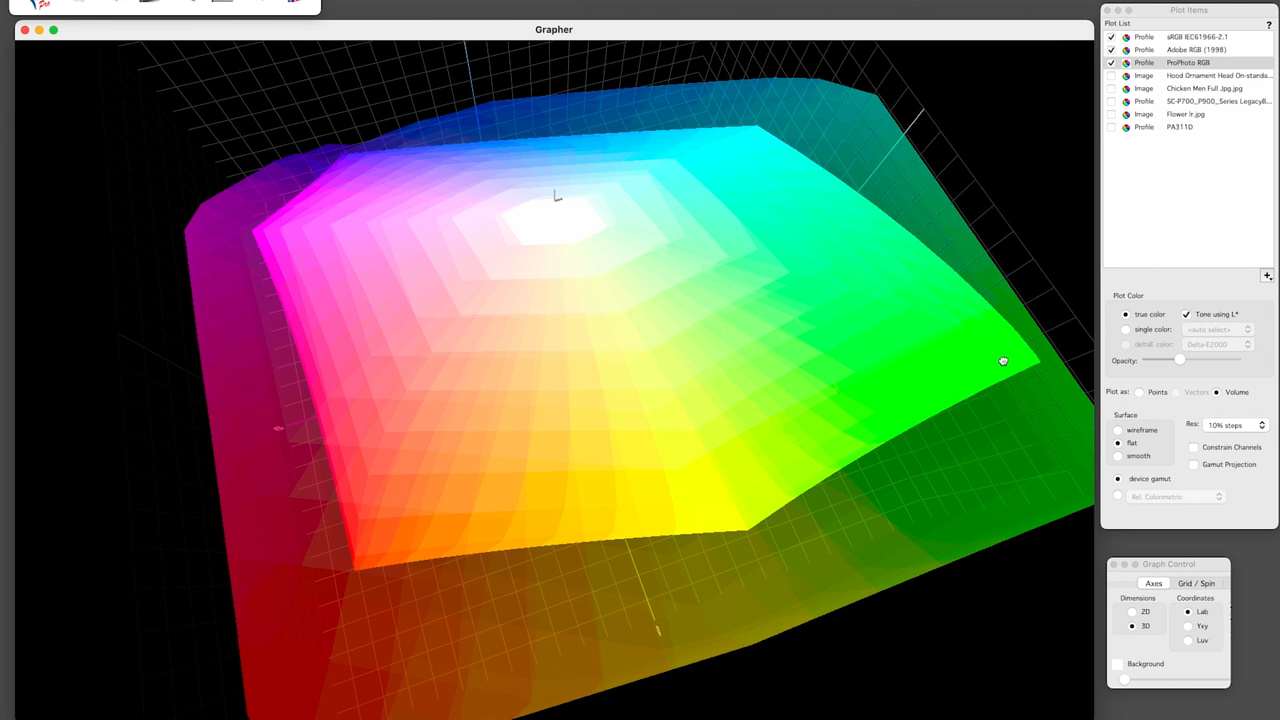 Pro
Grapher
Plot Items
Plot List
?
Profile sRGB IEC61966-2.1
Profile Adobe RGB (1998)
Profile ProPhoto RGB
Image Hood Ornament Head On-standa...
Image Chicken Men Full Jpg.jpg
Profile SC-P700_P900_Series LegacyB...
Image Flower lr.jpg
Profile PA311D
+
Plot Color
true color Tone using L*
single color: <auto select>
deltaE color: Delta-E2000
Opacity:
Plot as: Points Vectors Volume
Surface
wireframe
flat
smooth
Res: 10% steps
Constrain Channels
Gamut Projection
device gamut
Rel. Colorimetric
Graph Control
Axes Grid / Spin
Dimensions Coordinates
2D Lab
3D Yxy
Luv
Background
L